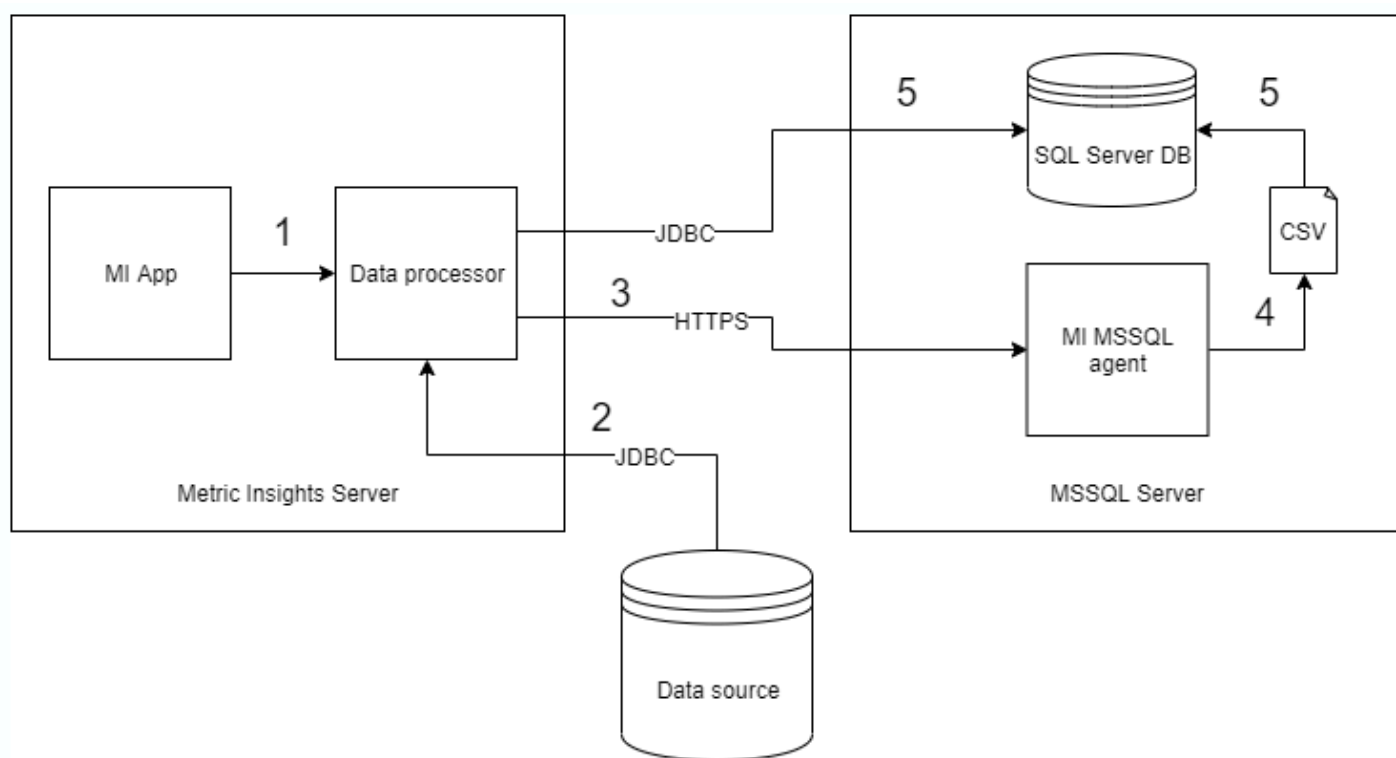 5
5
SQL Server DB
1
MI App
Data processor
JDBC
CSV
3
HTTPS
4
MI MSSQL
agent
2
JDBC
Metric Insights Server
MSSQL Server
Data source